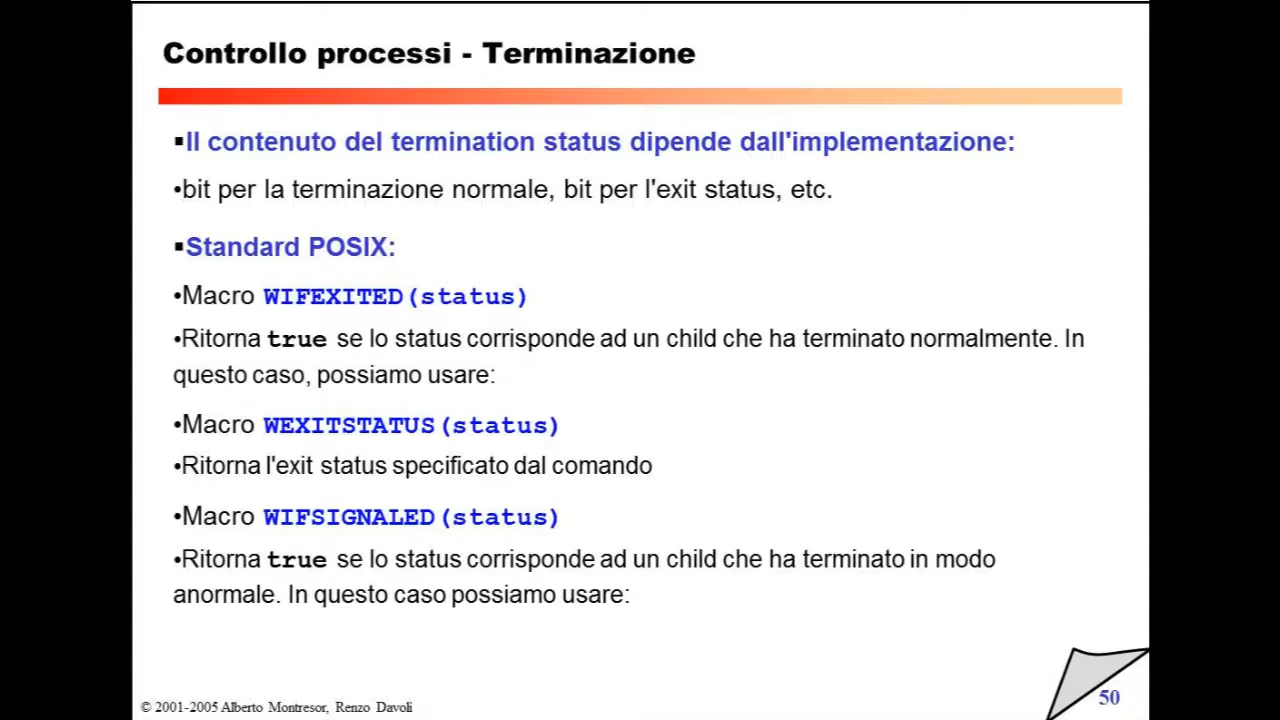 Controllo processi - Terminazione
▪Il contenuto del termination status dipende dall'implementazione:
•bit per la terminazione normale, bit per l'exit status, etc.
▪Standard POSIX:
•Macro WIFEXITED(status)
•Ritorna true se lo status corrisponde ad un child che ha terminato normalmente. In
questo caso, possiamo usare:
•Macro WEXITSTATUS(status)
•Ritorna l'exit status specificato dal comando
•Macro WIFSIGNALED(status)
•Ritorna true se lo status corrisponde ad un child che ha terminato in modo
anormale. In questo caso possiamo usare:
© 2001-2005 Alberto Montresor, Renzo Davoli
50